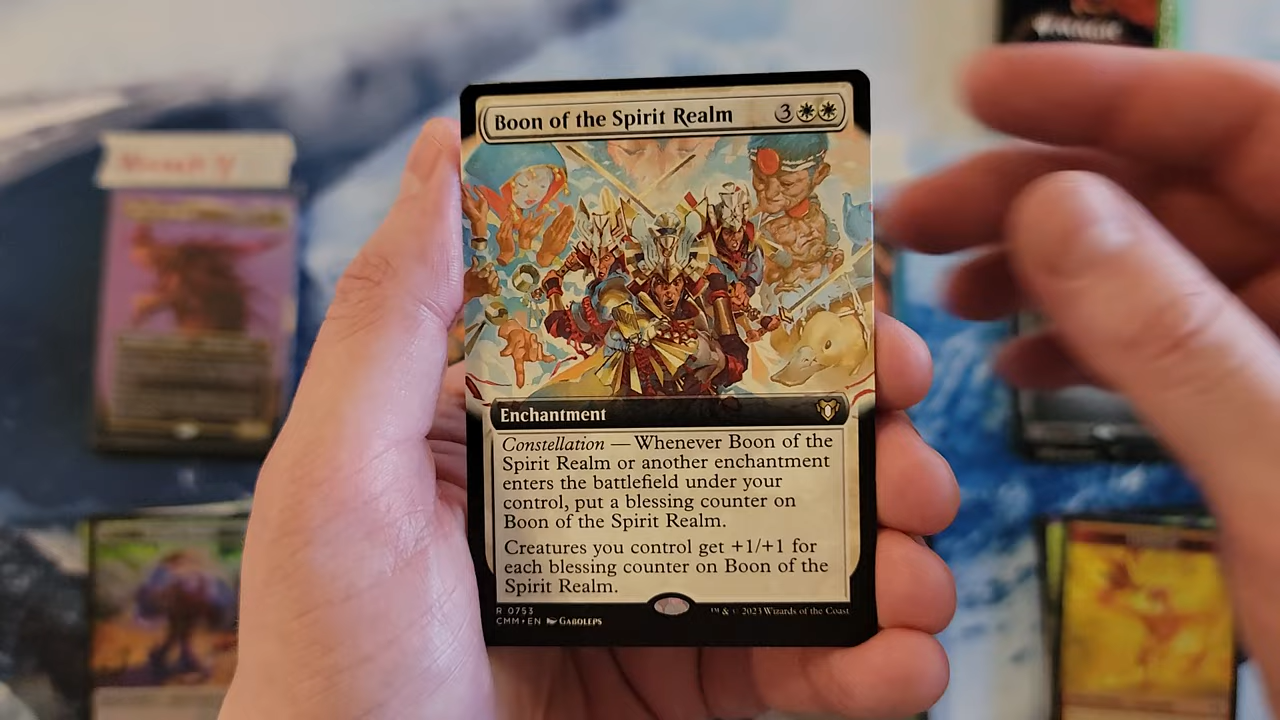 Boon of the Spirit Realm 3
Enchantment
Constellation — Whenever Boon of the
Spirit Realm or another enchantment
enters the battlefield under your
control, put a blessing counter on
Boon of the Spirit Realm.
Creatures you control get +1/+1 for
each blessing counter on Boon of the
Spirit Realm.
R 0753
CMM • EN Gaboleps
™ & © 2023 Wizards of the Coast